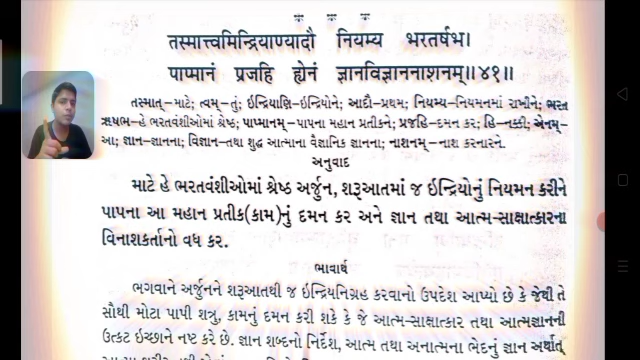 तस्मात्त्वमिन्द्रियाण्यादौ नियम्य भरतर्षभ।
पाप्मानं प्रजहि ह्येनं ज्ञानविज्ञाननाशनम्॥४१॥
તસ્માત્–માટે; ત્વમ્–તું; ઇન્દ્રિયાણિ–ઇન્દ્રિયોને; આદૌ–પ્રથમ; નિયમ્ય–નિયમનમાં રાખીને; ભરત
ઋષભ–હે ભરતવંશીઓમાં શ્રેષ્ઠ; પાપ્માનમ્–પાપના મહાન પ્રતીકને; પ્રજહિ–દમન કર; હિ–નક્કી; એનમ્–
આ; જ્ઞાન–જ્ઞાનના; વિજ્ઞાન–તથા શુદ્ધ આત્માના વૈજ્ઞાનિક જ્ઞાનના; નાશનમ્–નાશ કરનારને.
અનુવાદ
માટે હે ભરતવંશીઓમાં શ્રેષ્ઠ અર્જુન, શરૂઆતમાં જ ઇન્દ્રિયોનું નિયમન કરીને
પાપના આ મહાન પ્રતીક(કામ)નું દમન કર અને જ્ઞાન તથા આત્મ-સાક્ષાત્કારના
વિનાશકર્તાનો વધ કર.
ભાવાર્થ
ભગવાને અર્જુનને શરૂઆતથી જ ઇન્દ્રિયનિગ્રહ કરવાનો ઉપદેશ આપ્યો છે કે જેથી તે
સૌથી મોટા પાપી શત્રુ, કામનું દમન કરી શકે કે જે આત્મ-સાક્ષાત્કાર તથા આત્મજ્ઞાનની
ઉત્કટ ઇચ્છાને નષ્ટ કરે છે. જ્ઞાન શબ્દનો નિર્દેશ, આત્મ તથા અનાત્મના ભેદનું જ્ઞાન અર્થાત્